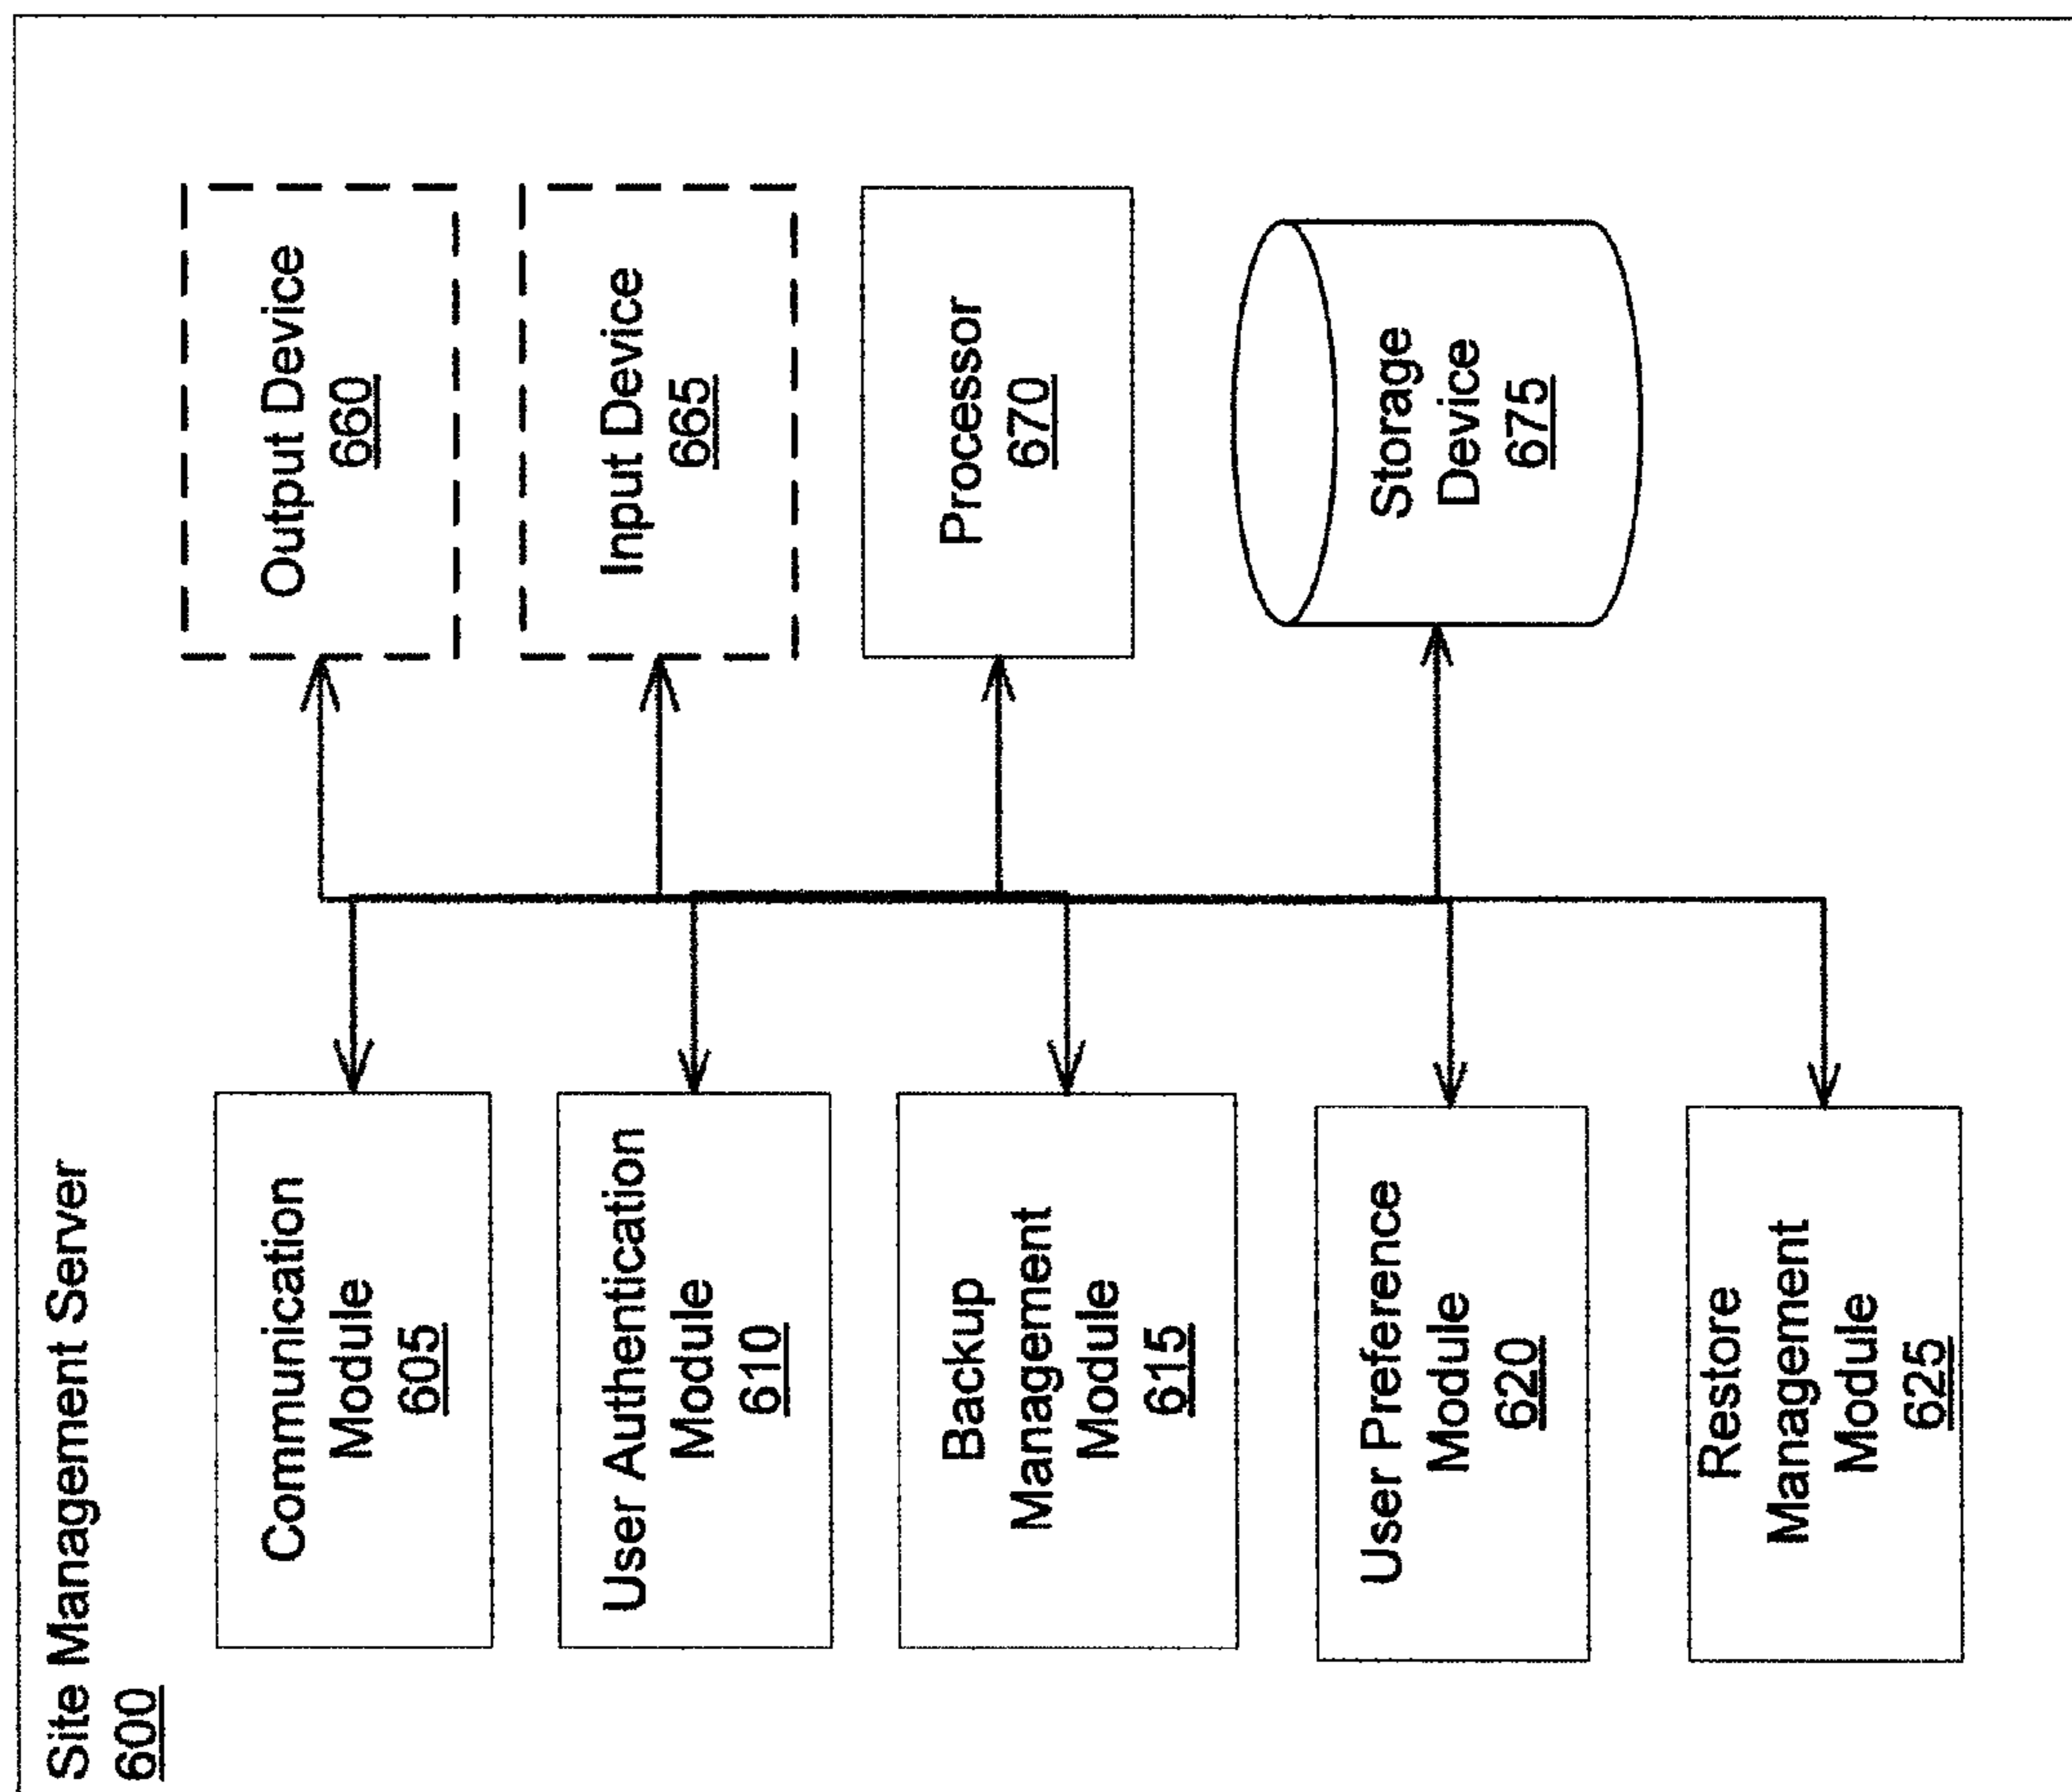 Site Management Server
600
Communication
Module
605
User Authentication
Module
610
Backup
Management
Module
615
User Preference
Module
620
Restore
Management
Module
625
Output Device
660
Input Device
665
Processor
670
Storage
Device
675